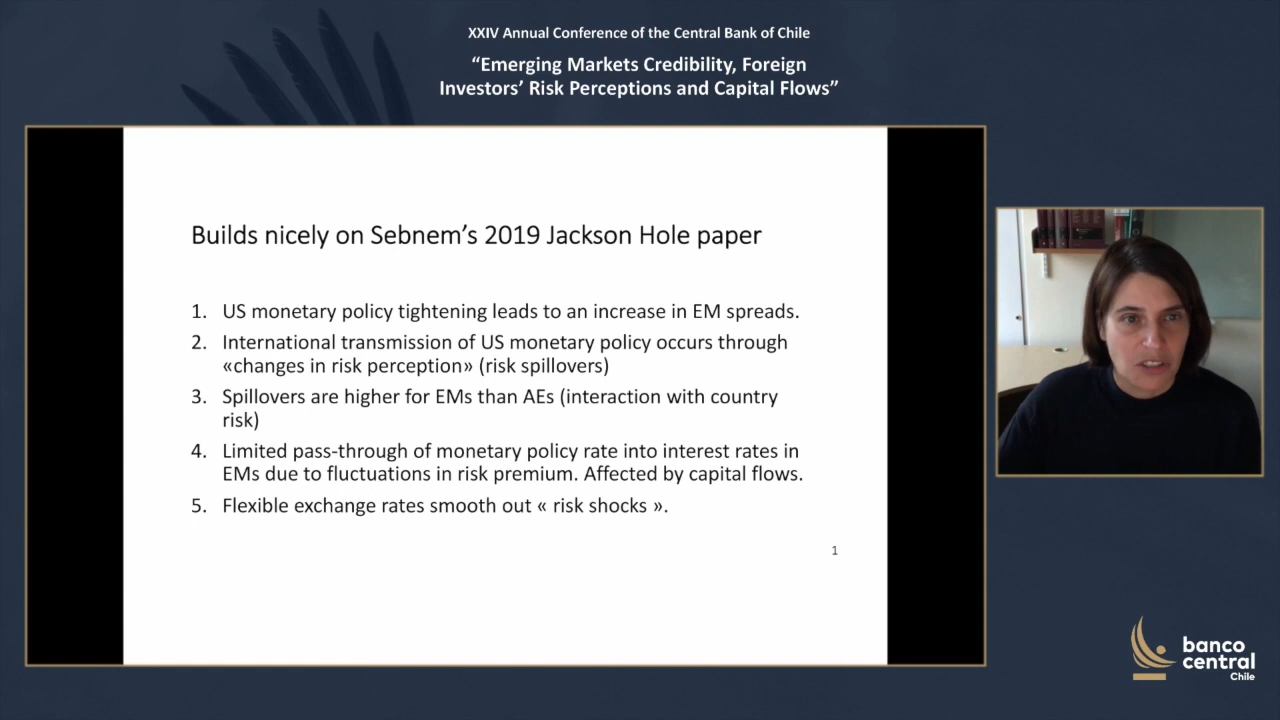 XXIV Annual Conference of the Central Bank of Chile
“Emerging Markets Credibility, Foreign
Investors’ Risk Perceptions and Capital Flows”
Builds nicely on Sebnem’s 2019 Jackson Hole paper
1. US monetary policy tightening leads to an increase in EM spreads.
2. International transmission of US monetary policy occurs through
«changes in risk perception» (risk spillovers)
3. Spillovers are higher for EMs than AEs (interaction with country
risk)
4. Limited pass-through of monetary policy rate into interest rates in
EMs due to fluctuations in risk premium. Affected by capital flows.
5. Flexible exchange rates smooth out « risk shocks ».
1
banco
central
Chile